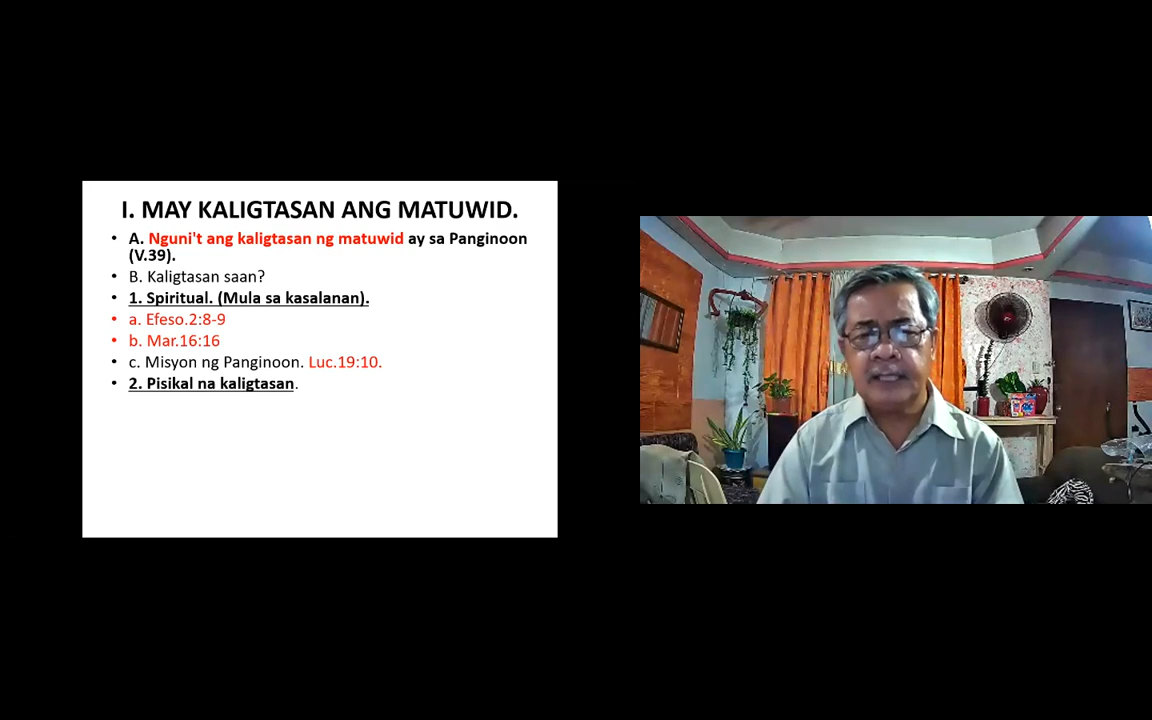 I. MAY KALIGTASAN ANG MATUWID.
• A. Nguni't ang kaligtasan ng matuwid ay sa Panginoon
(V.39).
• B. Kaligtasan saan?
• 1. Spiritual. (Mula sa kasalanan).
• a. Efeso.2:8-9
• b. Mar.16:16
• c. Misyon ng Panginoon. Luc.19:10.
• 2. Pisikal na kaligtasan.